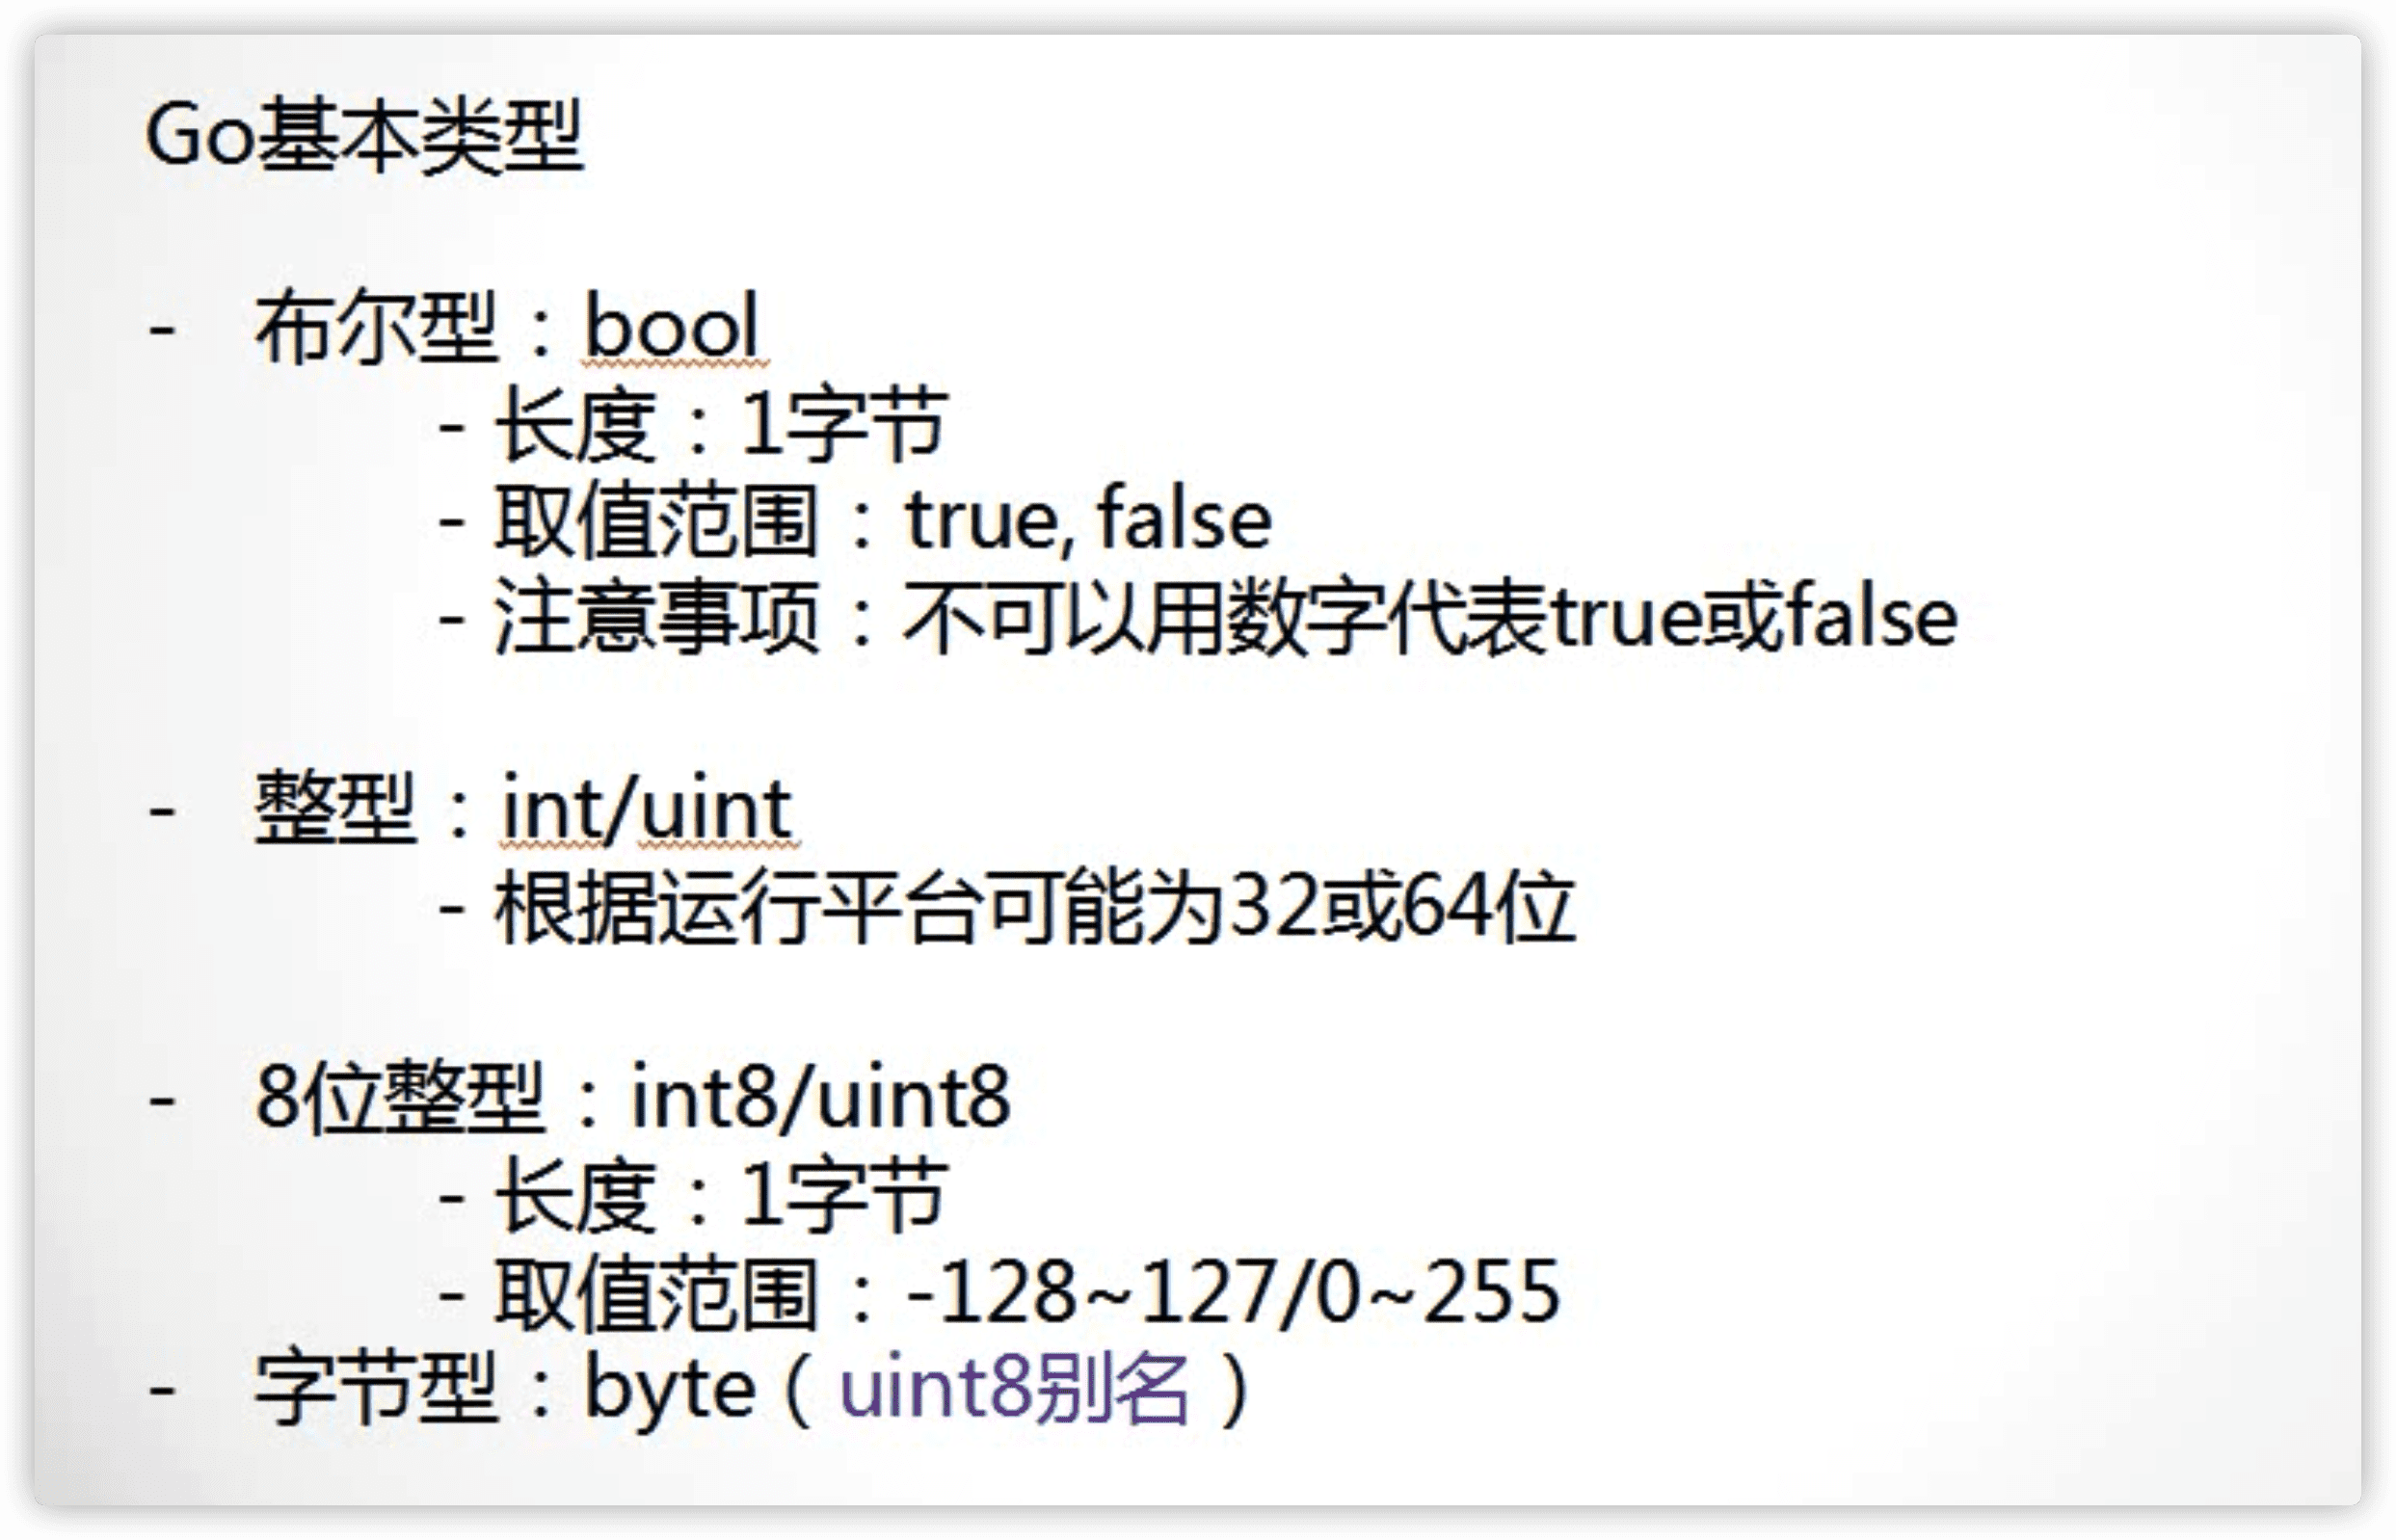 Go基本类型
- 布尔型：bool
- 长度：1字节
- 取值范围：true, false
- 注意事项：不可以用数字代表true或false
- 整型：int/uint
- 根据运行平台可能为32或64位
- 8位整型：int8/uint8
- 长度：1字节
- 取值范围：-128~127/0~255
- 字节型：byte（uint8别名）